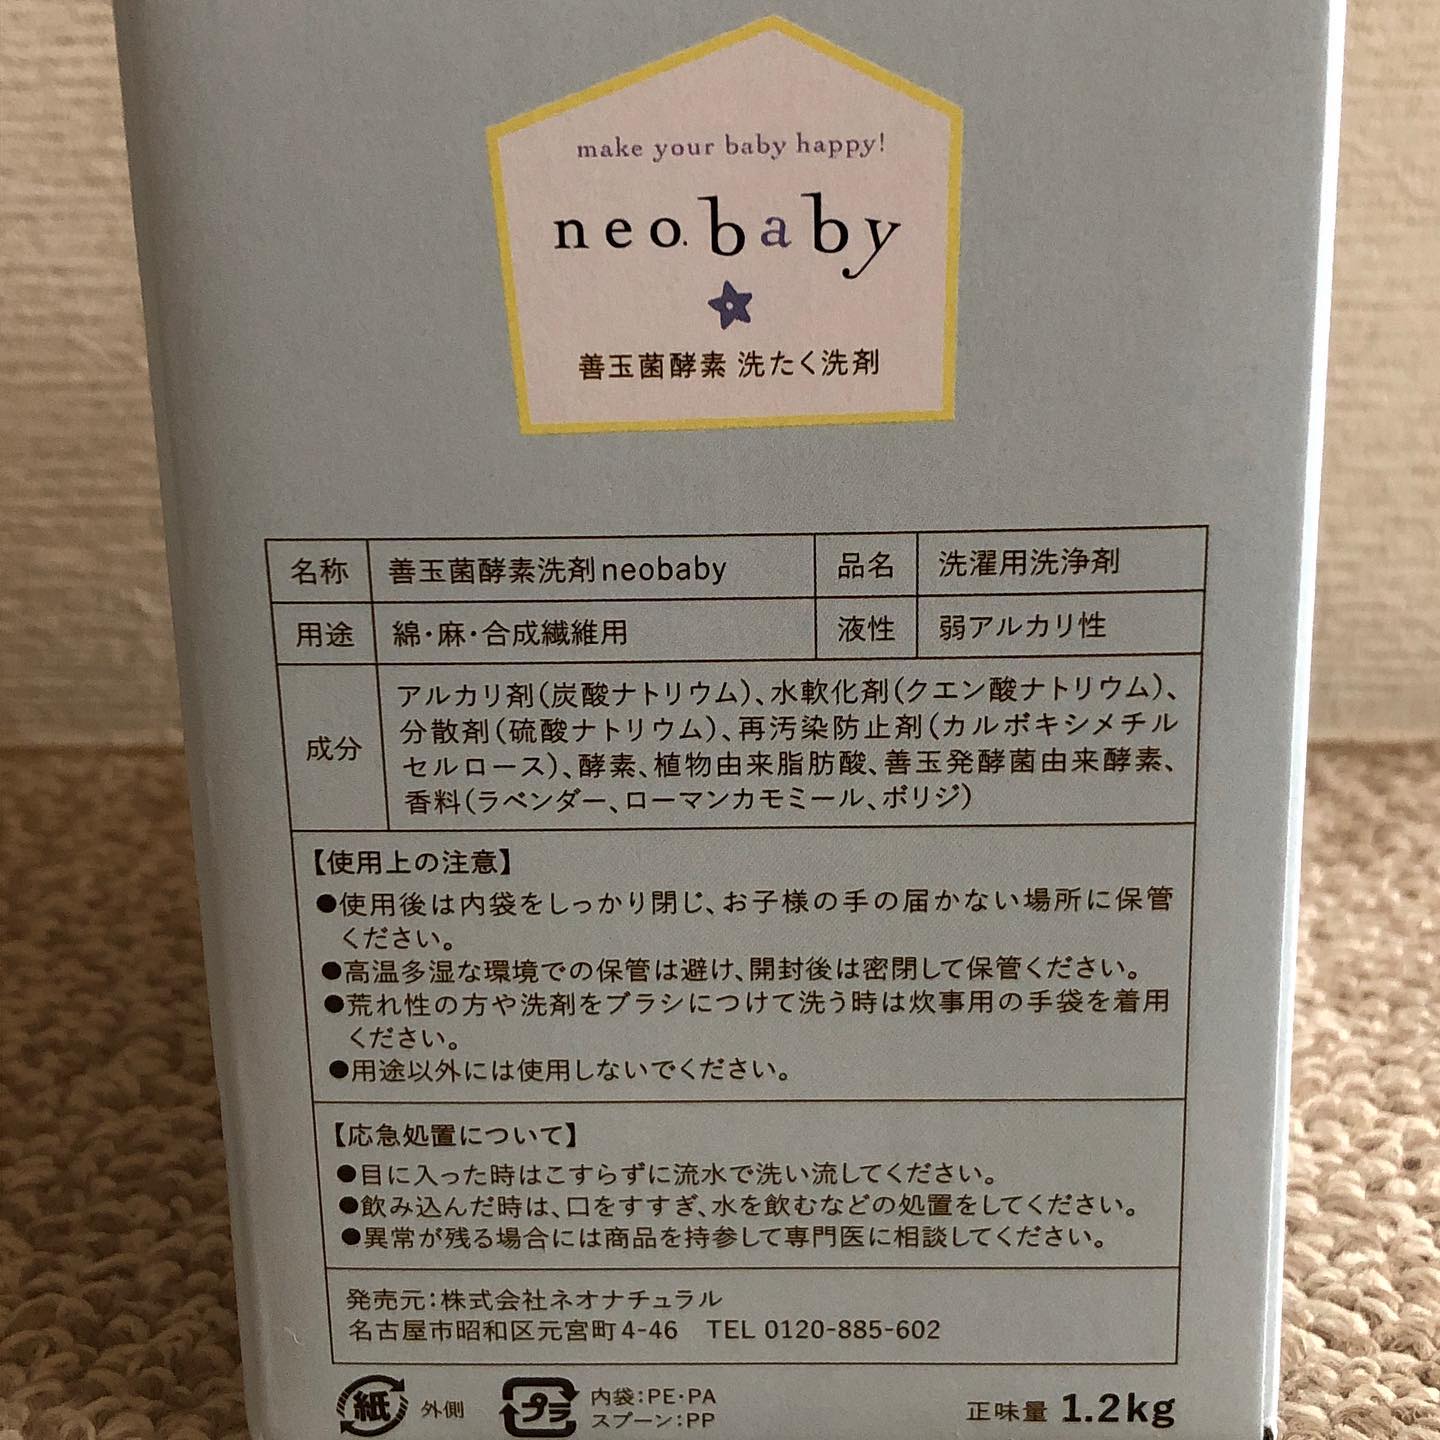 make your baby happy!
neo.baby
善玉菌酵素 洗たく洗剤
名称 善玉菌酵素洗剤neobaby 品名 洗濯用洗浄剤
用途 綿・麻・合成繊維用 液性 弱アルカリ性
成分
アルカリ剤(炭酸ナトリウム)、水軟化剤(クエン酸ナトリウム)、
分散剤(硫酸ナトリウム)、再汚染防止剤(カルボキシメチル
セルロース)、酵素、植物由来脂肪酸、善玉発酵菌由来酵素、
香料(ラベンダー、ローマンカモミール、ボリジ)
【使用上の注意】
●使用後は内袋をしっかり閉じ、お子様の手の届かない場所に保管
ください。
●高温多湿な環境での保管は避け、開封後は密閉して保管ください。
●荒れ性の方や洗剤をブラシにつけて洗う時は炊事用の手袋を着用
ください。
●用途以外には使用しないでください。
【応急処置について】
●目に入った時はこすらずに流水で洗い流してください。
●飲み込んだ時は、口をすすぎ、水を飲むなどの処置をしてください。
●異常が残る場合には商品を持参して専門医に相談してください。
発売元:株式会社ネオナチュラル
名古屋市昭和区元宮町4-46 TEL 0120-885-602
紙 外側 プラ 内袋:PE・PA
スプーン:PP
正味量 1.2kg